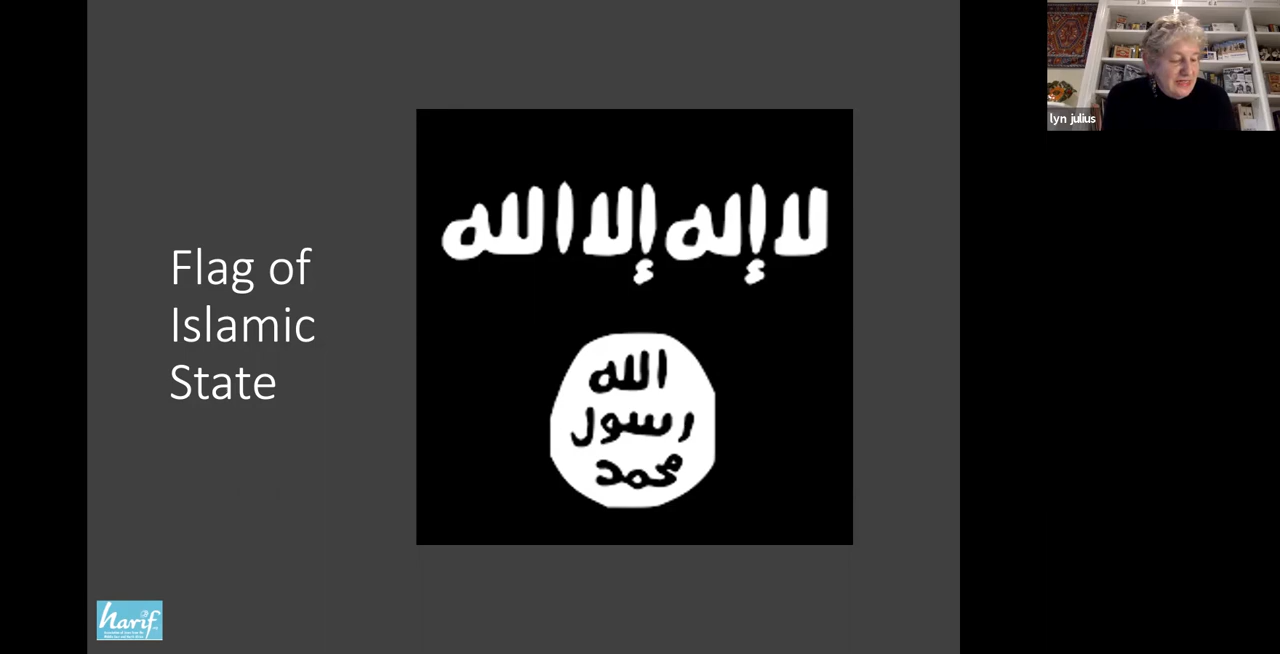 Flag of
Islamic
State
لا إله إلا الله
الله
رسول
محمد
lyn julius
harif